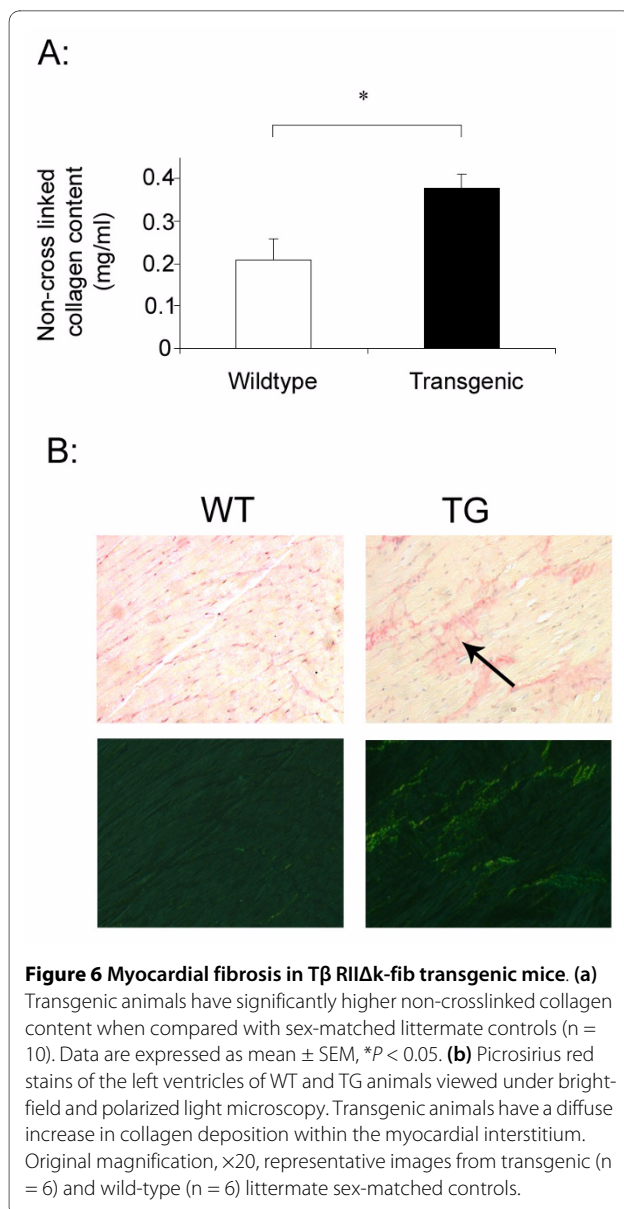 A:
*
Non-cross linked
collagen content
(mg/ml)
0.4
0.3
0.2
0.1
0
Wildtype Transgenic
B:
WT TG
Figure 6 Myocardial fibrosis in Tβ RIIΔk-fib transgenic mice. (a)
Transgenic animals have significantly higher non-crosslinked collagen
content when compared with sex-matched littermate controls (n =
10). Data are expressed as mean ± SEM, *P < 0.05. (b) Picrosirius red
stains of the left ventricles of WT and TG animals viewed under bright-
field and polarized light microscopy. Transgenic animals have a diffuse
increase in collagen deposition within the myocardial interstitium.
Original magnification, ×20, representative images from transgenic (n
= 6) and wild-type (n = 6) littermate sex-matched controls.